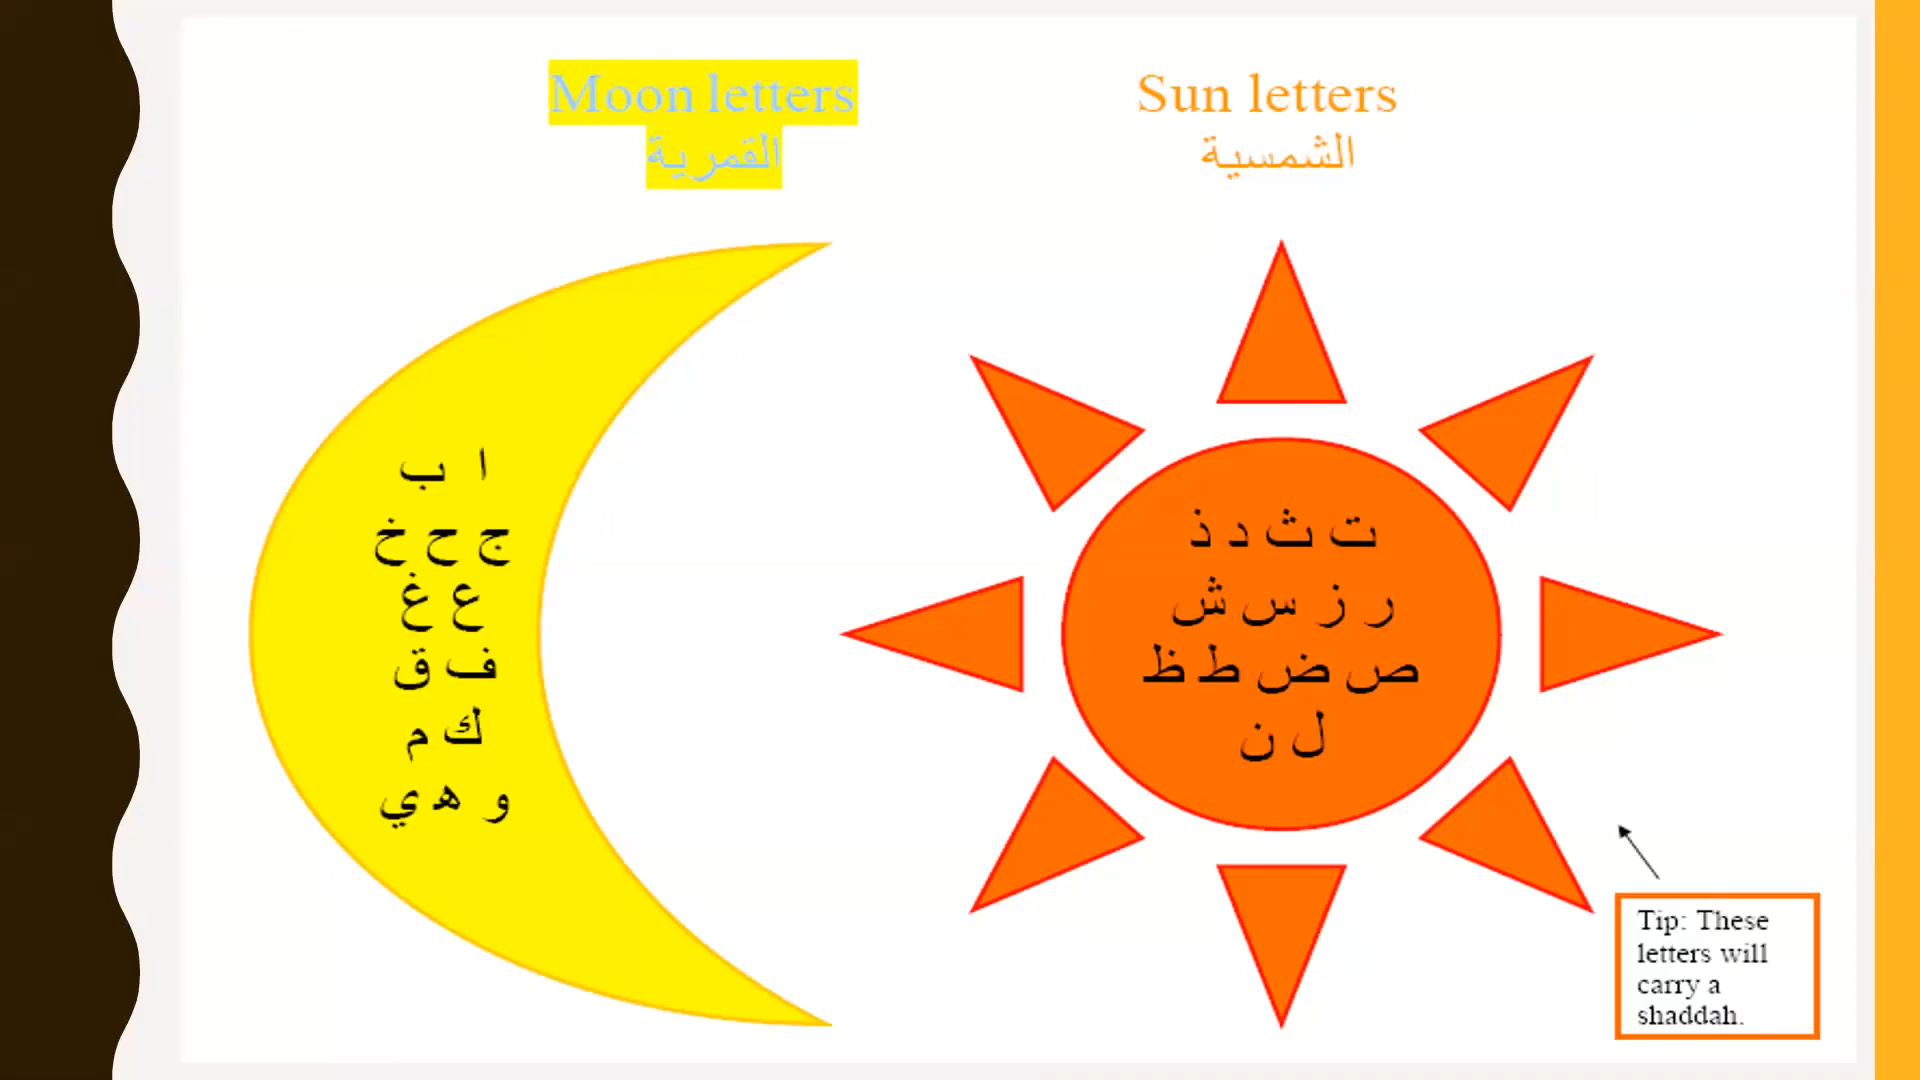 Moon letters
القمرية
Sun letters
الشمسية
ا ب
ج ح خ
ع غ
ف ق
ك م
و ه ي
ت ث د ذ
ر ز س ش
ص ض ط ظ
ل ن
Tip: These
letters will
carry a
shaddah.